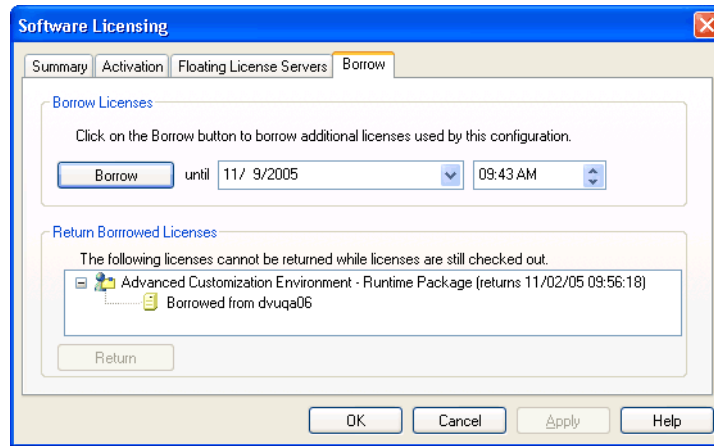 Software Licensing
Summary Activation Floating License Servers Borrow
Borrow Licenses
Click on the Borrow button to borrow additional licenses used by this configuration.
Borrow until 11/ 9/2005 09:43 AM
Return Borrrowed Licenses
The following licenses cannot be returned while licenses are still checked out.
Advanced Customization Environment - Runtime Package (returns 11/02/05 09:56:18)
Borrowed from dvuqa06
Return
OK Cancel Apply Help